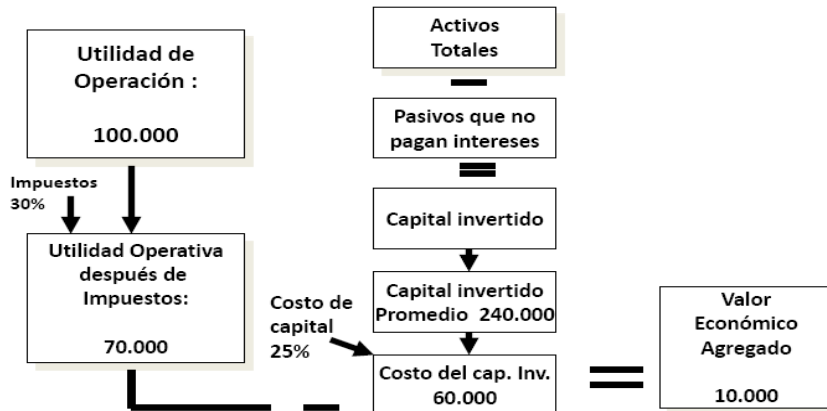 Utilidad de
Operación :
100.000
Impuestos
30%
Utilidad Operativa
después de
Impuestos:
70.000
Activos
Totales
Pasivos que no
pagan intereses
Capital invertido
Capital invertido
Promedio 240.000
Costo de
capital
25%
Costo del cap. Inv.
60.000
Valor
Económico
Agregado
10.000